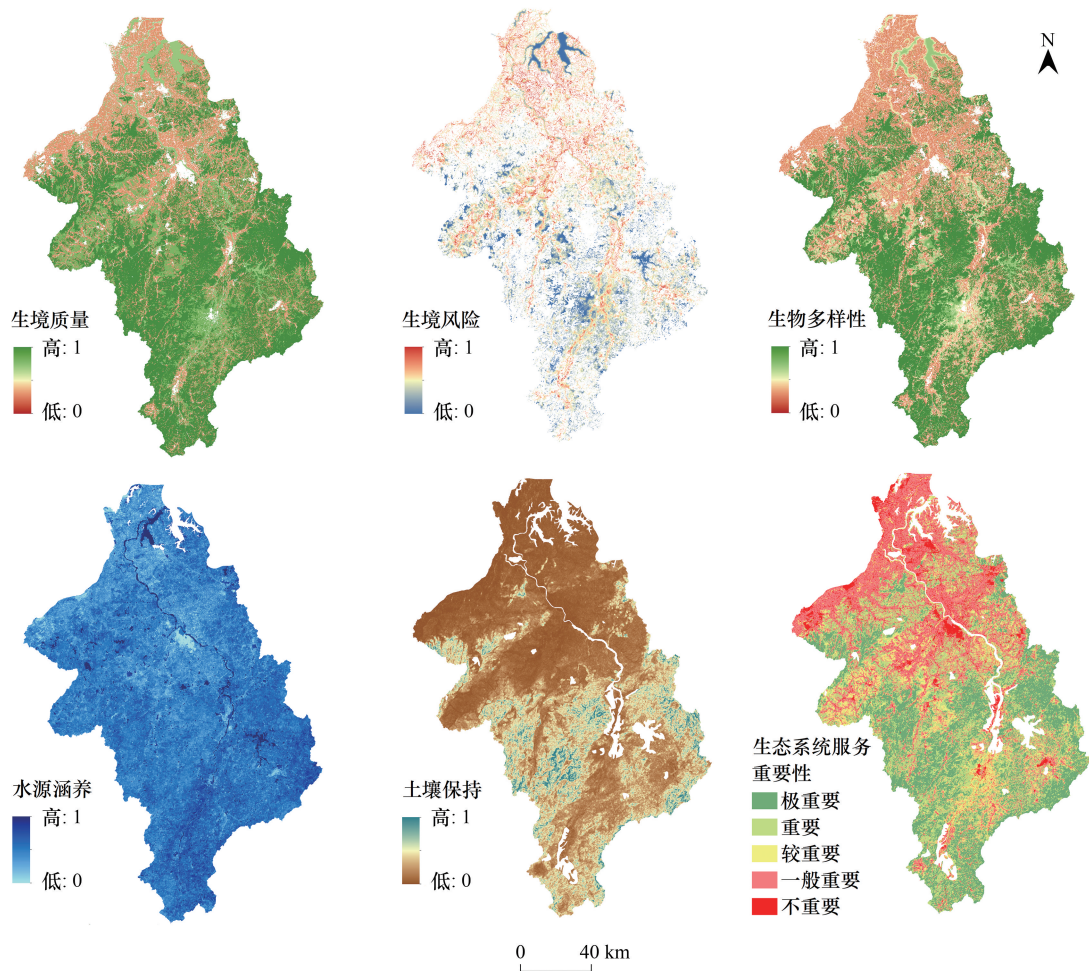 N
生境质量
高: 1
低: 0
生境风险
高: 1
低: 0
生物多样性
高: 1
低: 0
水源涵养
高: 1
低: 0
土壤保持
高: 1
低: 0
生态系统服务
重要性
极重要
重要
较重要
一般重要
不重要
0 40 km